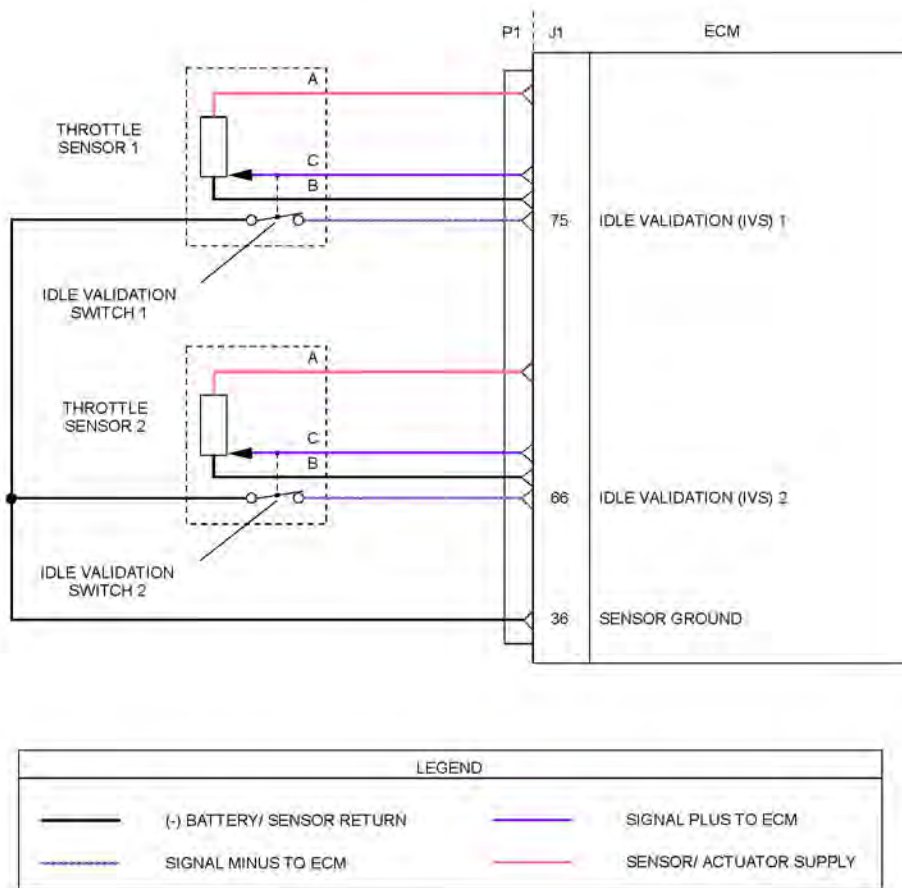 P1 J1 ECM
A
THROTTLE
SENSOR 1
C
B
75 IDLE VALIDATION (IVS) 1
IDLE VALIDATION
SWITCH 1
A
THROTTLE
SENSOR 2
C
B
66 IDLE VALIDATION (IVS) 2
IDLE VALIDATION
SWITCH 2
36 SENSOR GROUND
LEGEND
(-) BATTERY/ SENSOR RETURN
SIGNAL PLUS TO ECM
SIGNAL MINUS TO ECM
SENSOR/ ACTUATOR SUPPLY